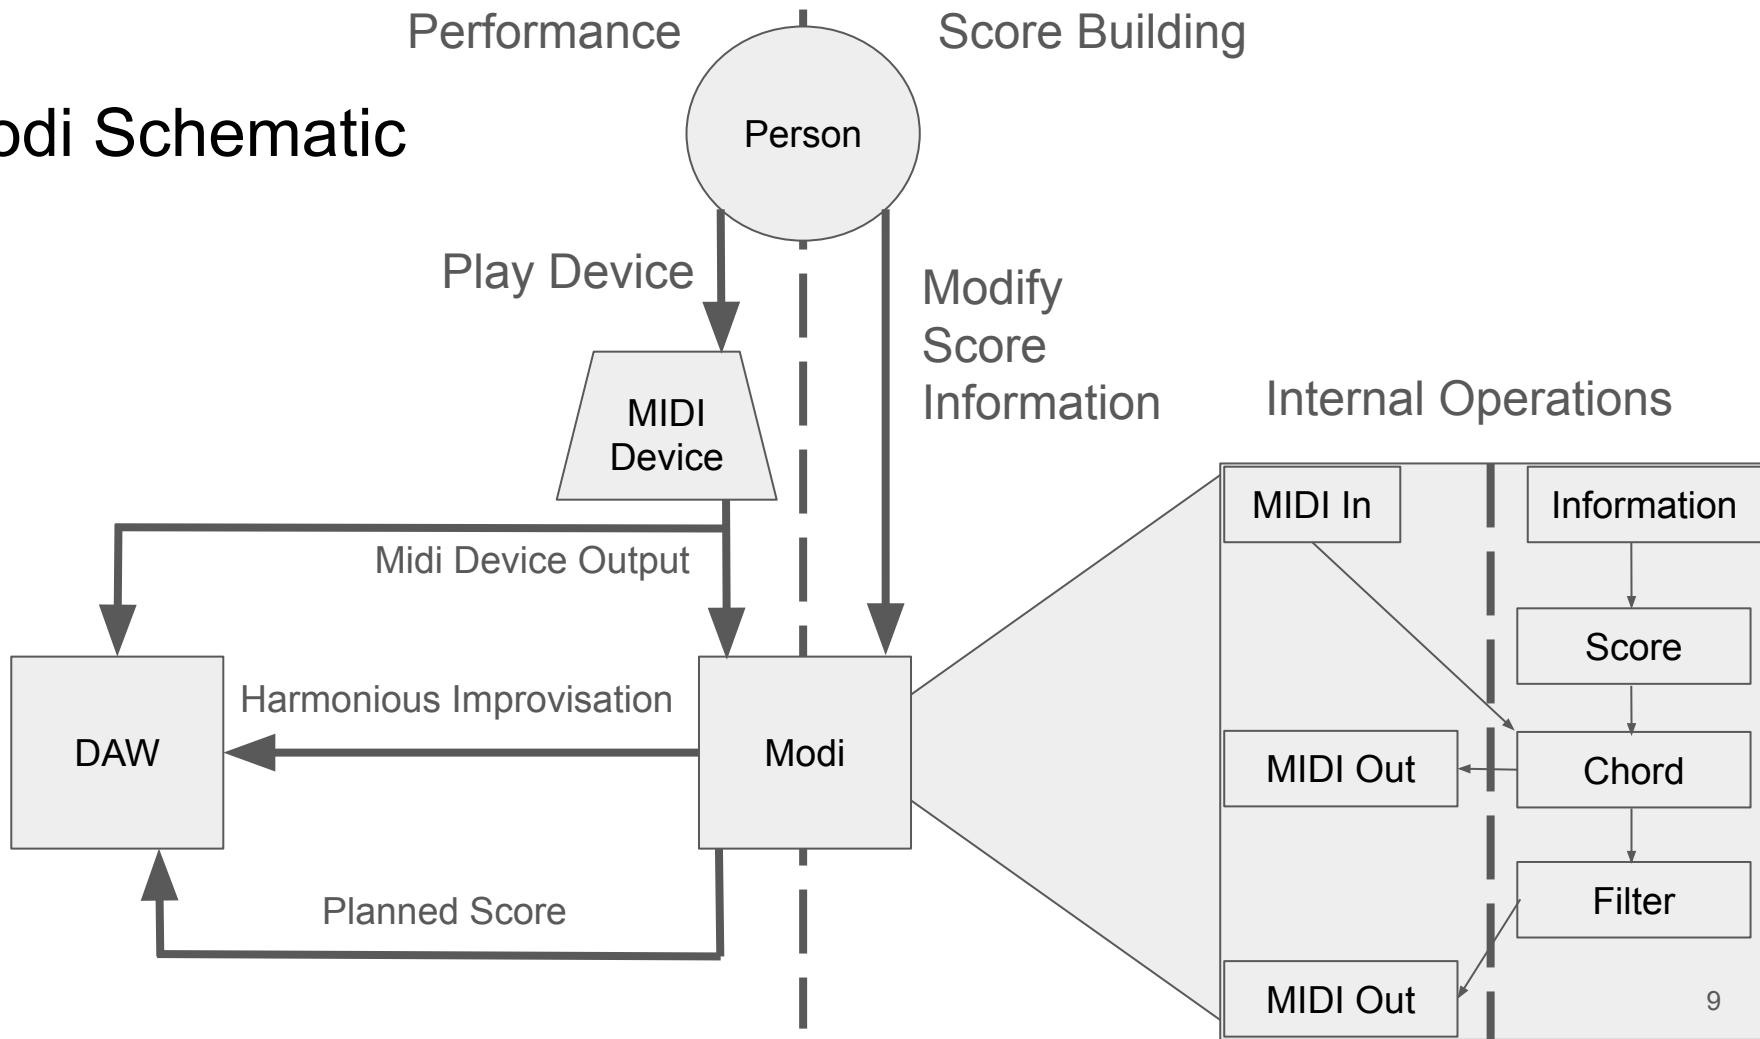 Performance
Score Building
odi Schematic
Person
Play Device
Modify
Score
Information
MIDI
Device
Internal Operations
MIDI In
Information
Midi Device Output
Score
Harmonious Improvisation
DAW
Modi
MIDI Out
Chord
Planned Score
Filter
MIDI Out
9